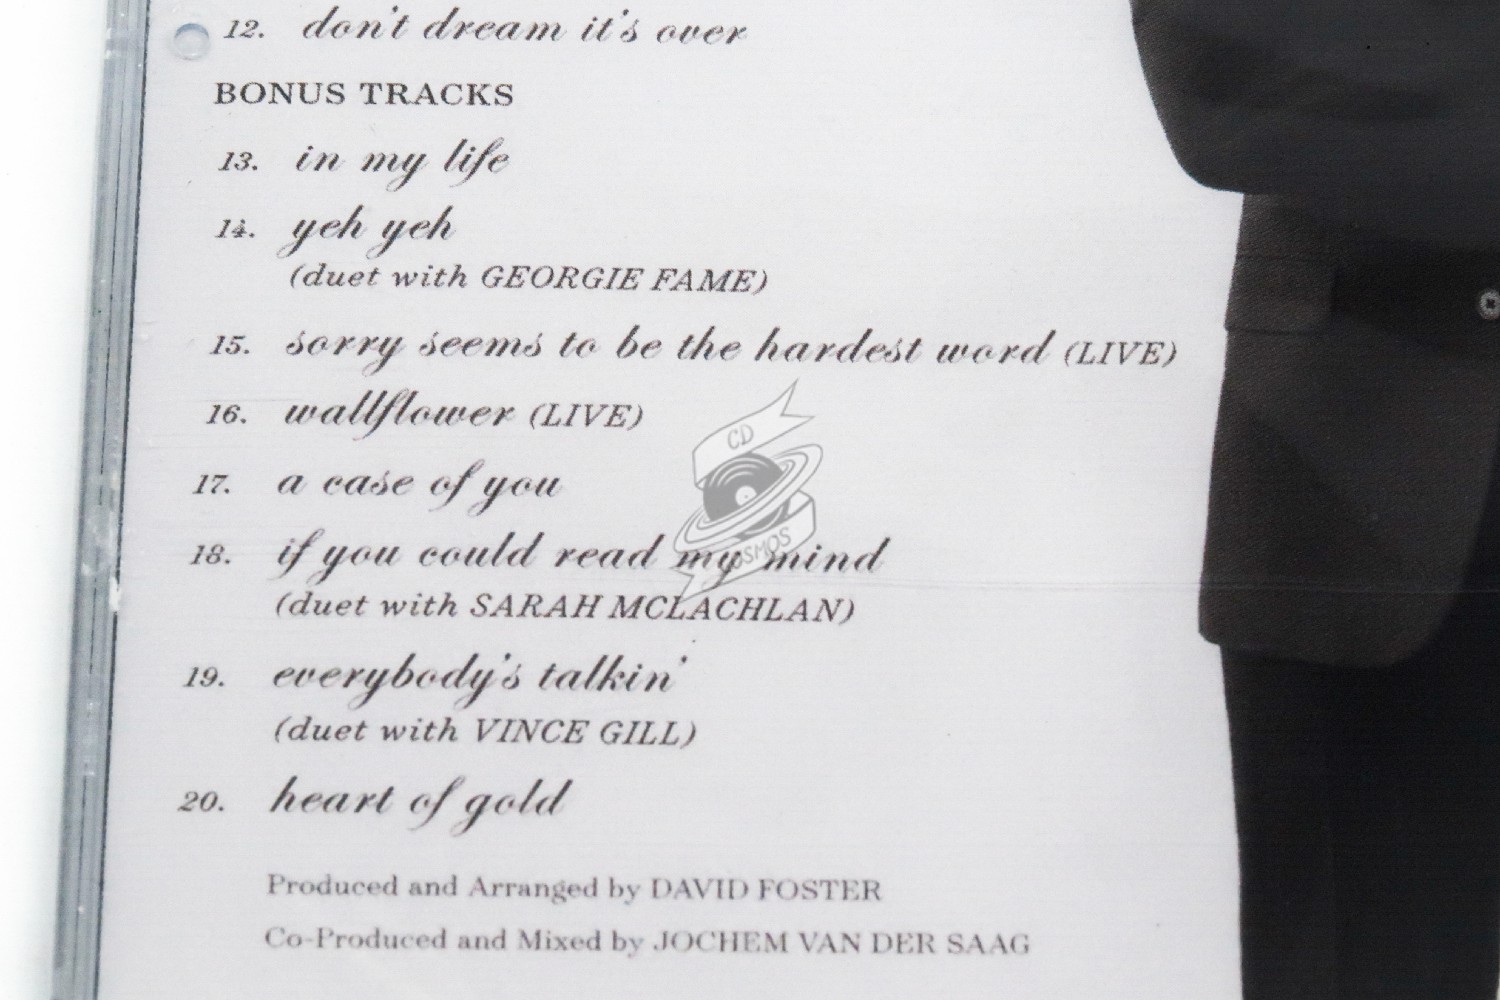 12. don't dream it's over
BONUS TRACKS
13. in my life
14. yeh yeh
(duet with GEORGIE FAME)
15. sorry seems to be the hardest word (LIVE)
16. wallflower (LIVE)
CD
17. a case of you
18. if you could read my mind
COSMOS
(duet with SARAH MCLACHLAN)
19. everybody's talkin'
(duet with VINCE GILL)
20. heart of gold
Produced and Arranged by DAVID FOSTER
Co-Produced and Mixed by JOCHEM VAN DER SAAG